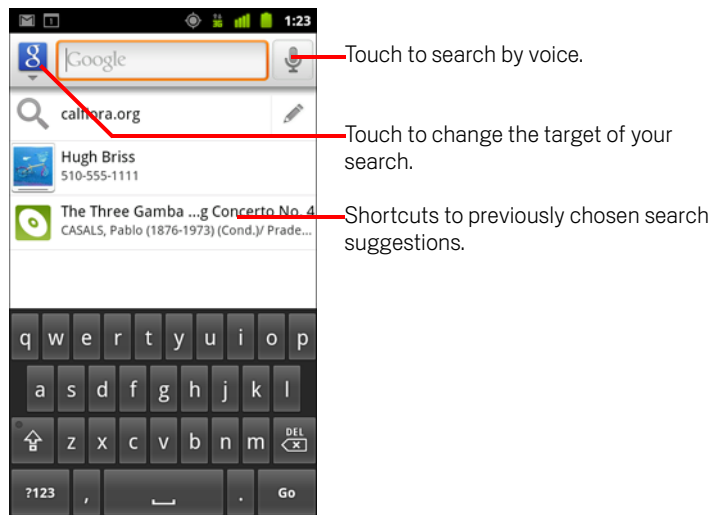 1:23
Google
Touch to search by voice.
calflora.org
Touch to change the target of your
search.
Hugh Briss
510-555-1111
The Three Gamba ...g Concerto No. 4
CASALS, Pablo (1876-1973) (Cond.)/ Prade...
Shortcuts to previously chosen search
suggestions.
q w e r t y u i o p
a s d f g h j k l
z x c v b n m DEL
?123 , . Go